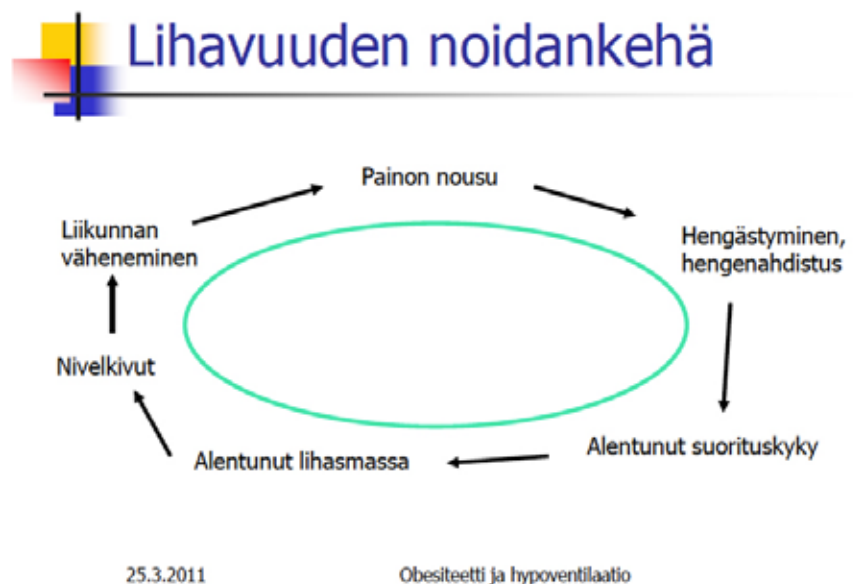 Lihavuuden noidankehä
Painon nousu
Hengästyminen,
hengenahdistus
Alentunut suorituskyky
Alentunut lihasmassa
Nivelkivut
Liikunnan
väheneminen
25.3.2011
Obesiteetti ja hypoventilaatio